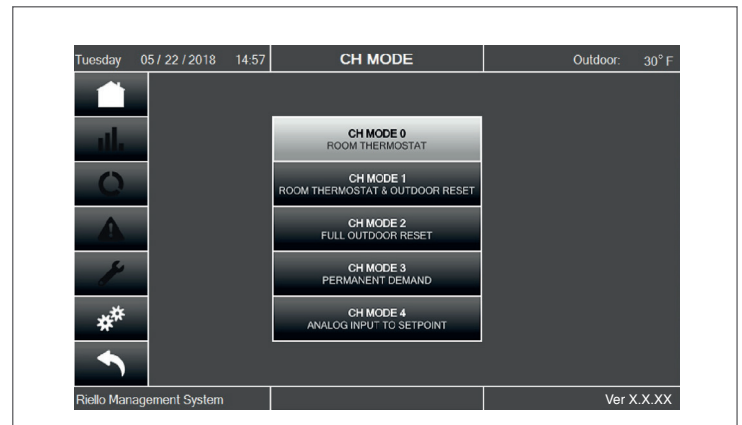 Tuesday 05 / 22 / 2018 14:57 CH MODE Outdoor: 30° F
CH MODE 0
ROOM THERMOSTAT
CH MODE 1
ROOM THERMOSTAT & OUTDOOR RESET
CH MODE 2
FULL OUTDOOR RESET
CH MODE 3
PERMANENT DEMAND
CH MODE 4
ANALOG INPUT TO SETPOINT
Riello Management System Ver X.X.XX